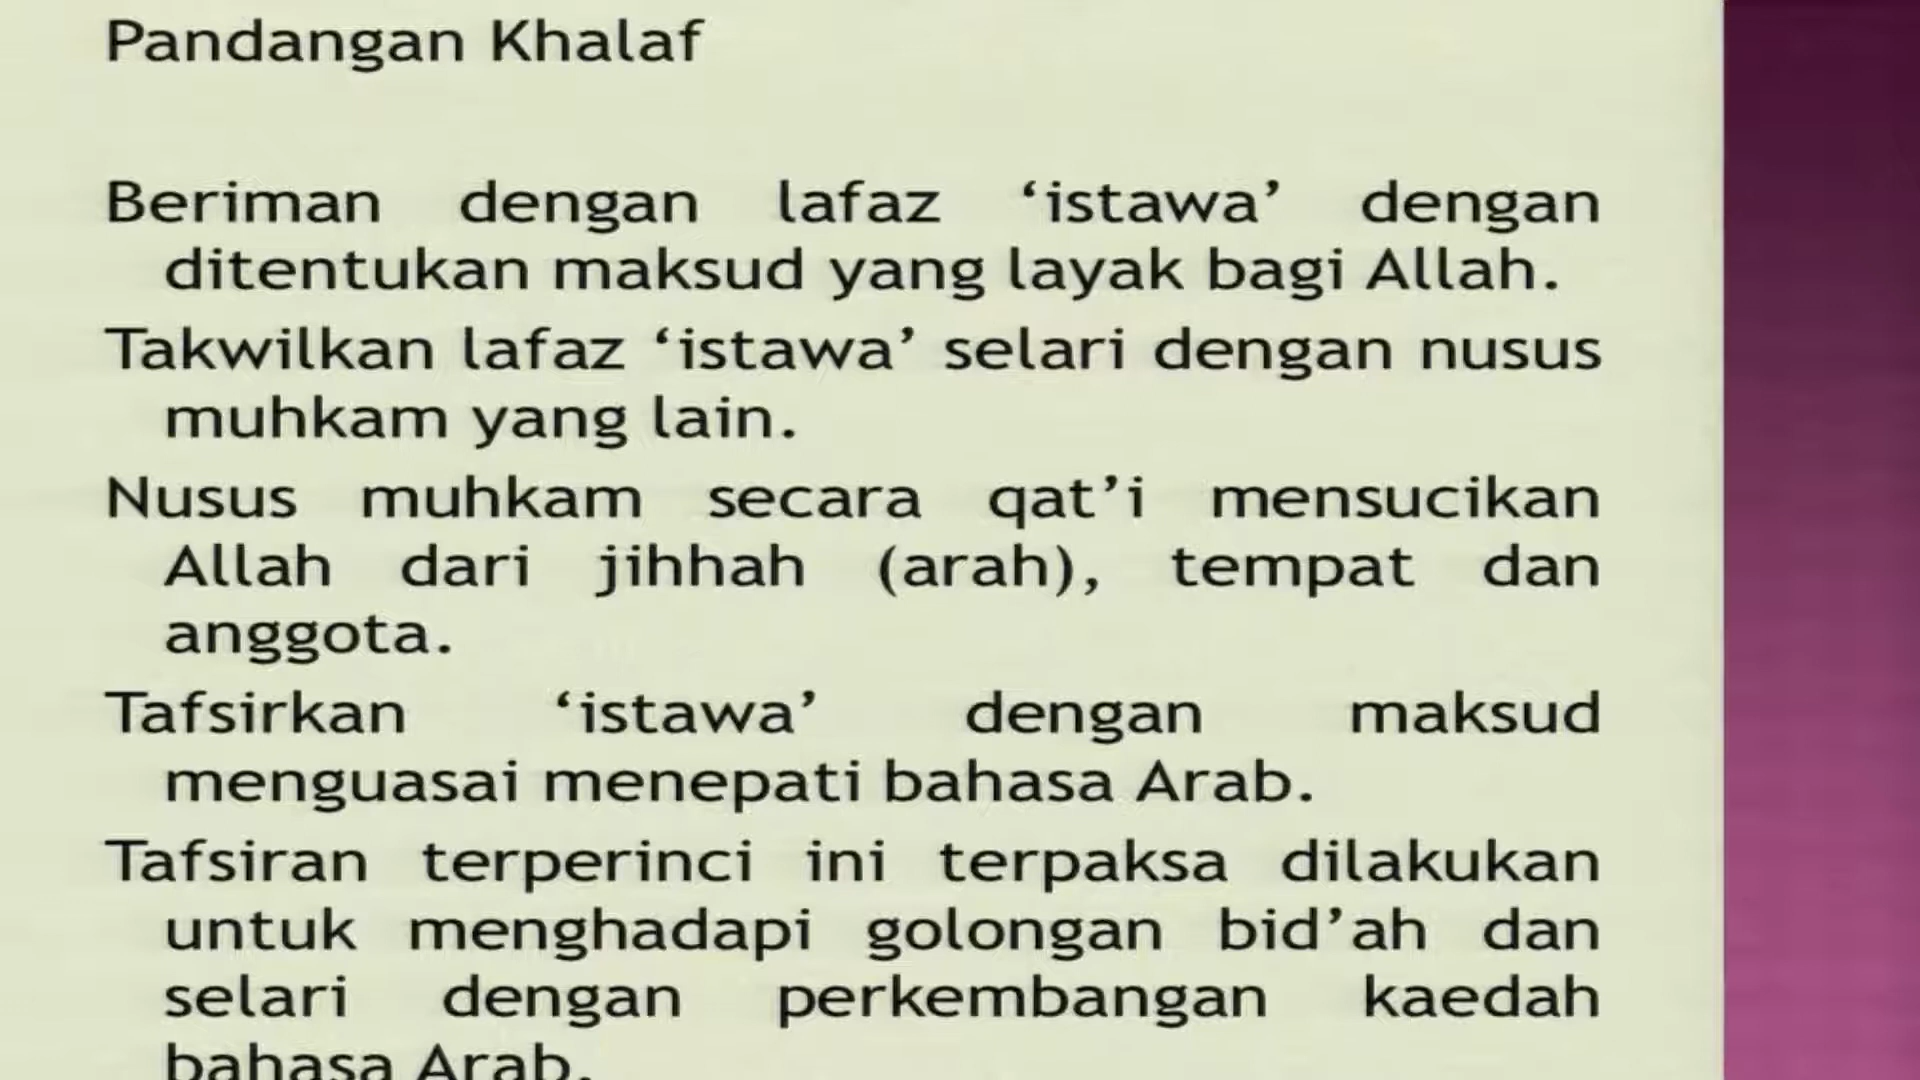 Pandangan Khalaf
Beriman dengan lafaz ‘istawa’ dengan
ditentukan maksud yang layak bagi Allah.
Takwilkan lafaz ‘istawa’ selari dengan nusus
muhkam yang lain.
Nusus muhkam secara qat’i mensucikan
Allah dari jihhah (arah), tempat dan
anggota.
Tafsirkan ‘istawa’ dengan maksud
menguasai menepati bahasa Arab.
Tafsiran terperinci ini terpaksa dilakukan
untuk menghadapi golongan bid’ah dan
selari dengan perkembangan kaedah
bahasa Arab.